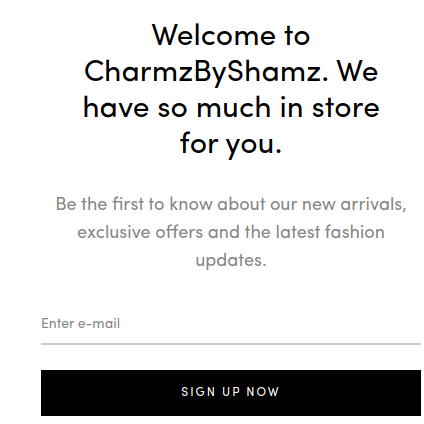 Welcome to
CharmzByShamz. We
have so much in store
for you.
Be the first to know about our new arrivals,
exclusive offers and the latest fashion
updates.
Enter e-mail
SIGN UP NOW